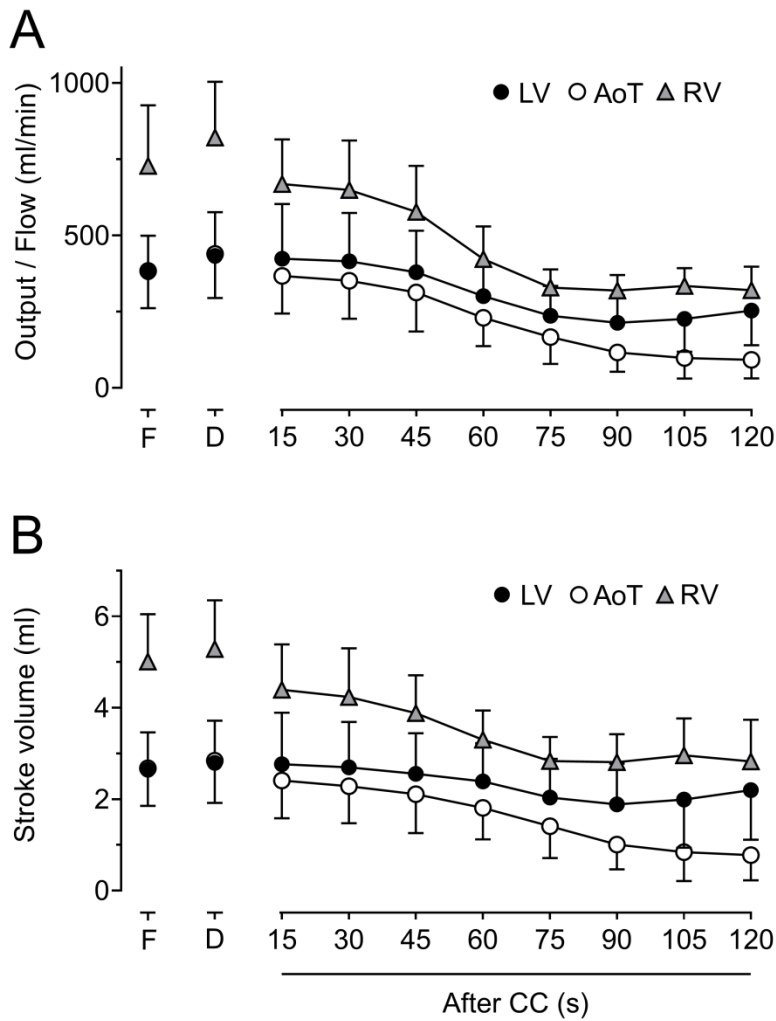 A
Output / Flow (ml/min)
1000
500
0
LV AoT RV
F D 15 30 45 60 75 90 105 120
B
Stroke volume (ml)
6
4
2
0
LV AoT RV
F D 15 30 45 60 75 90 105 120
After CC (s)